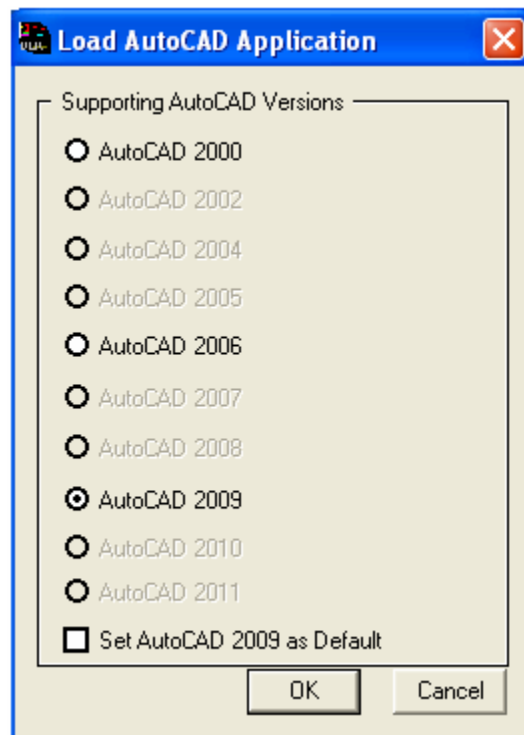 Load AutoCAD Application
Supporting AutoCAD Versions
AutoCAD 2000
AutoCAD 2002
AutoCAD 2004
AutoCAD 2005
AutoCAD 2006
AutoCAD 2007
AutoCAD 2008
AutoCAD 2009
AutoCAD 2010
AutoCAD 2011
Set AutoCAD 2009 as Default
OK Cancel